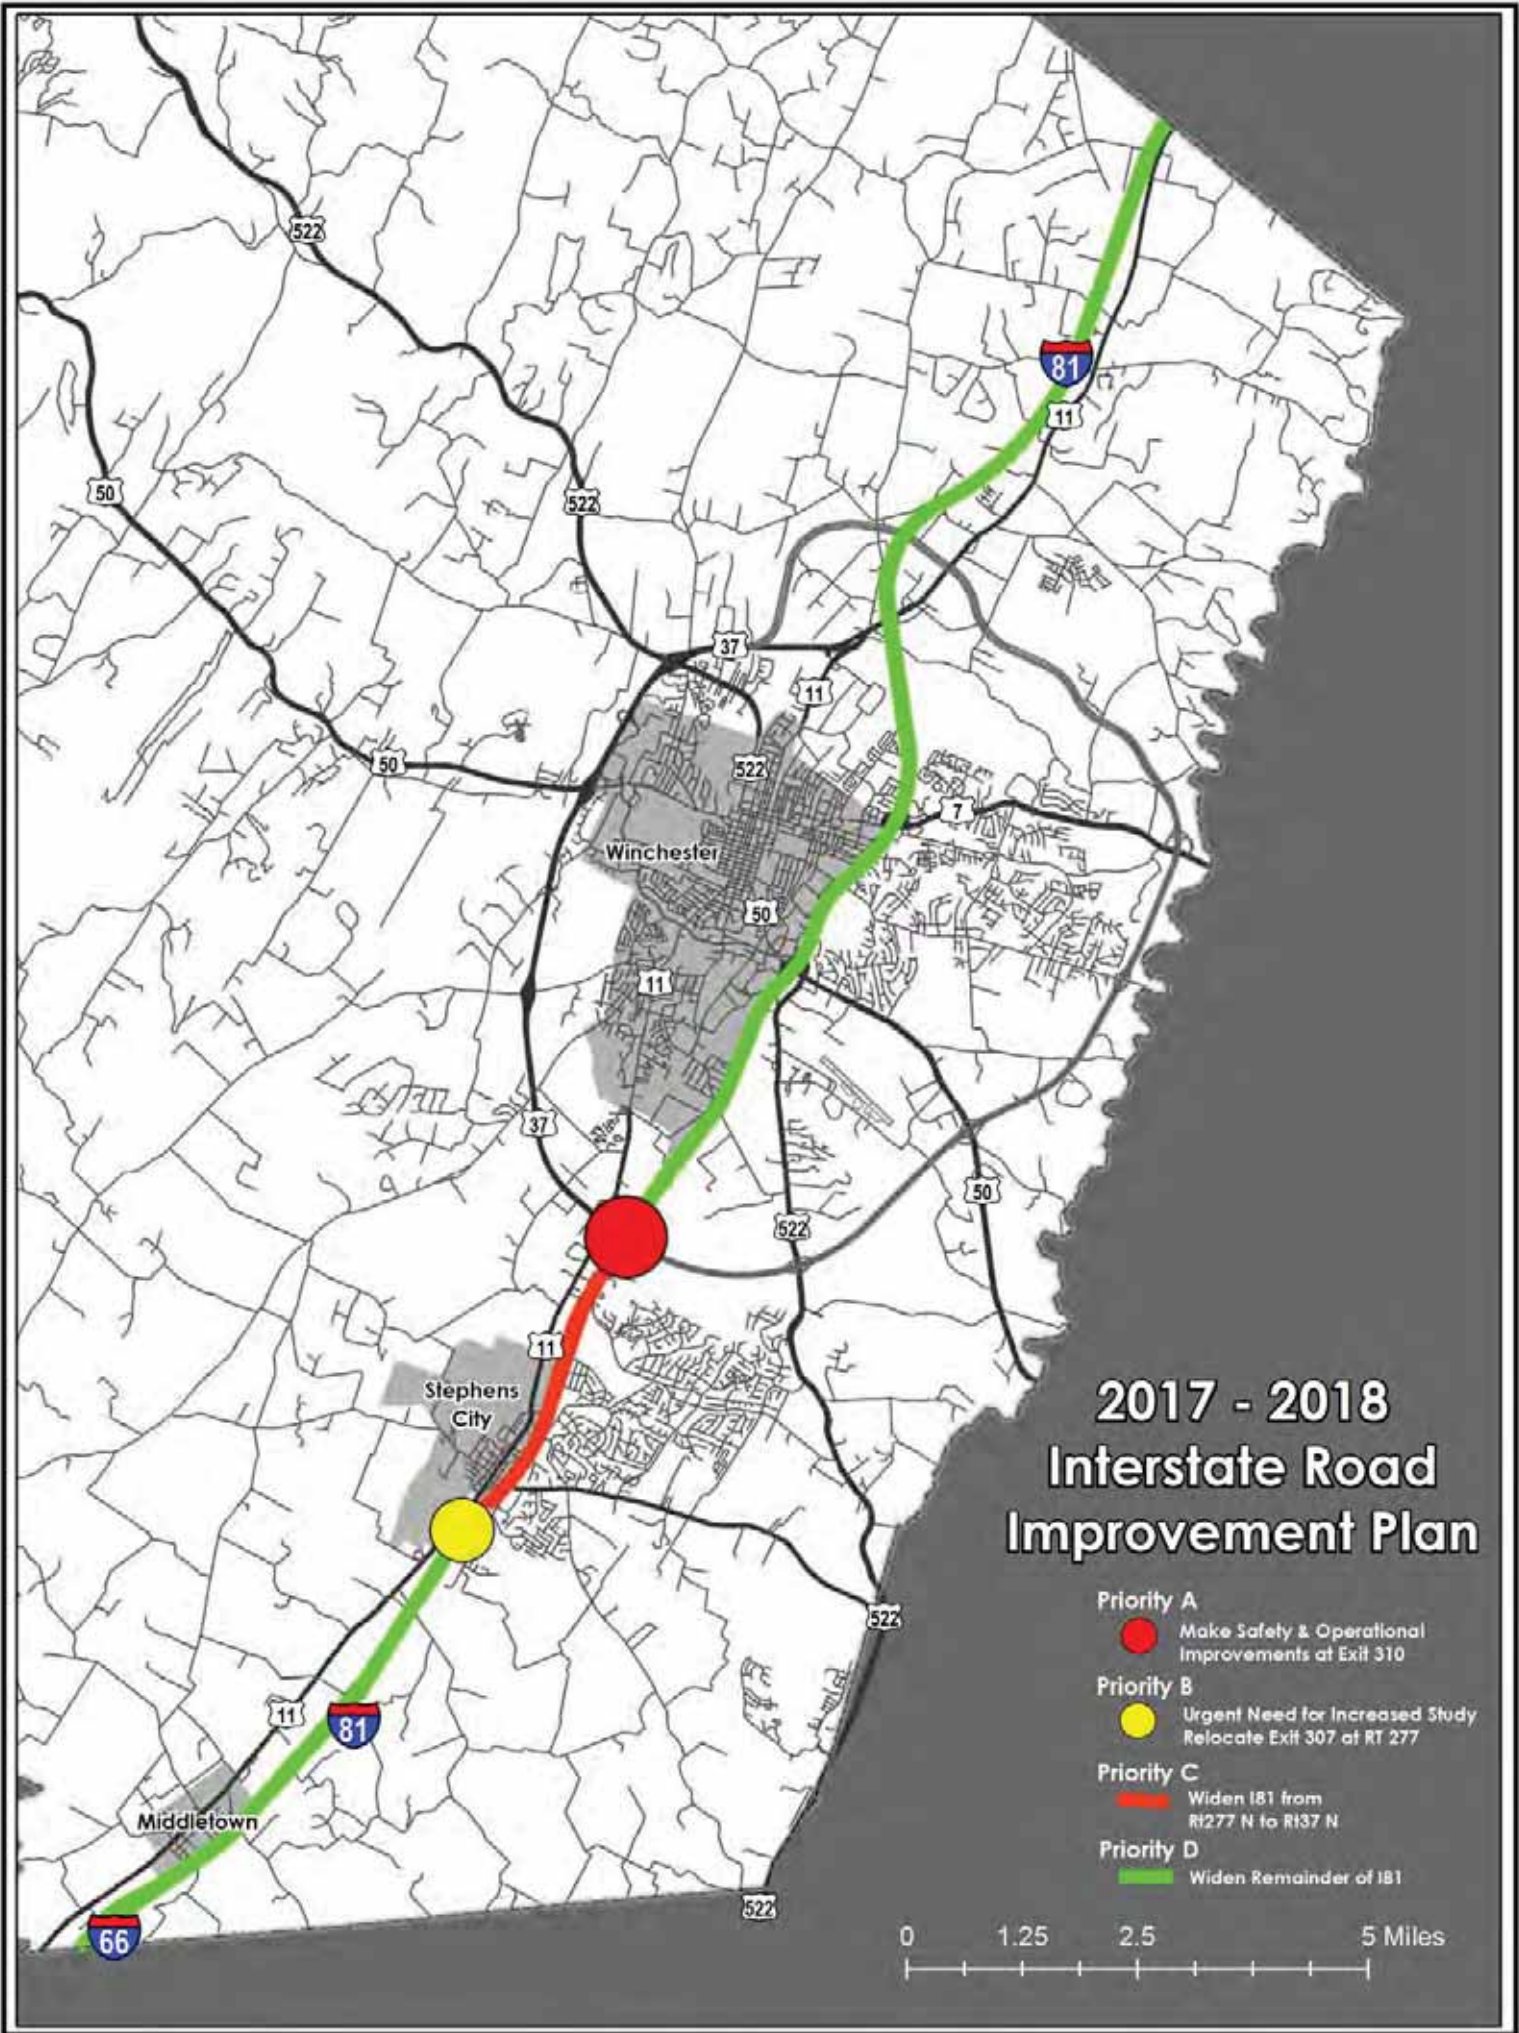 522
81
11
50
522
37
11
50
522
7
Winchester
50
11
37
50
522
11
Stephens
City
2017 - 2018
Interstate Road
Improvement Plan
Priority A
Make Safety & Operational
Improvements at Exit 310
522
Priority B
Urgent Need for Increased Study
Relocate Exit 307 at RT 277
11
81
Priority C
Widen I81 from
Rt277 N to Rt37 N
Middletown
Priority D
Widen Remainder of I81
522
66
0 1.25 2.5 5 Miles